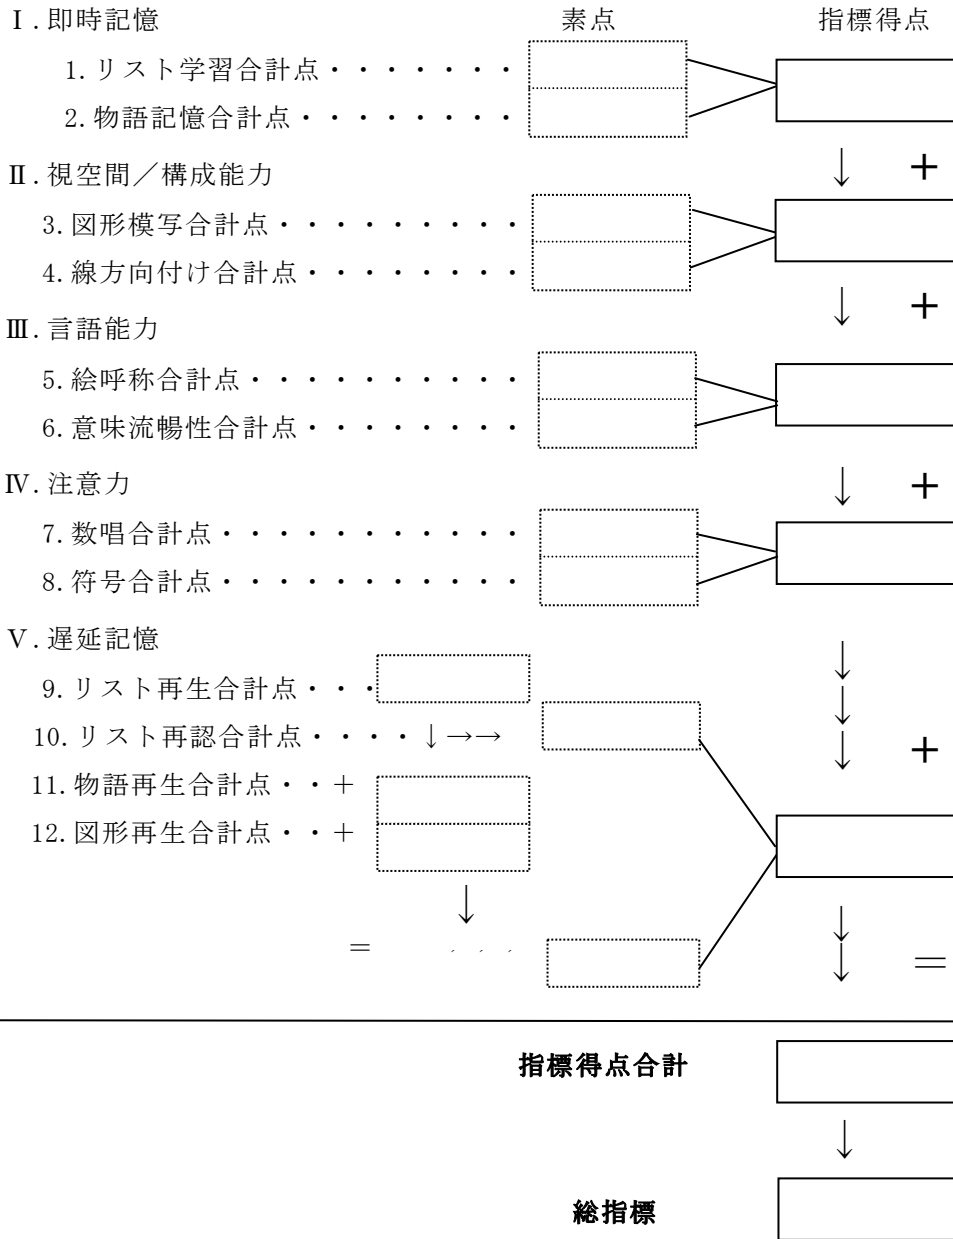 Ⅰ.即時記憶 素点 指標得点
1.リスト学習合計点・・・・・・・
2.物語記憶合計点・・・・・・・・
↓ ＋
Ⅱ.視空間／構成能力
3.図形模写合計点・・・・・・・・・
4.線方向付け合計点・・・・・・・・
↓ ＋
Ⅲ.言語能力
5.絵呼称合計点・・・・・・・・・・
6.意味流暢性合計点・・・・・・・・
↓ ＋
Ⅳ.注意力
7.数唱合計点・・・・・・・・・・・
8.符号合計点・・・・・・・・・・・
Ⅴ.遅延記憶
↓
9.リスト再生合計点・・・
↓
10.リスト再認合計点・・・・↓→→
↓ ＋
11.物語再生合計点・・＋
12.図形再生合計点・・＋
↓ ↓
＝ ↓ ＝
指標得点合計
↓
総指標